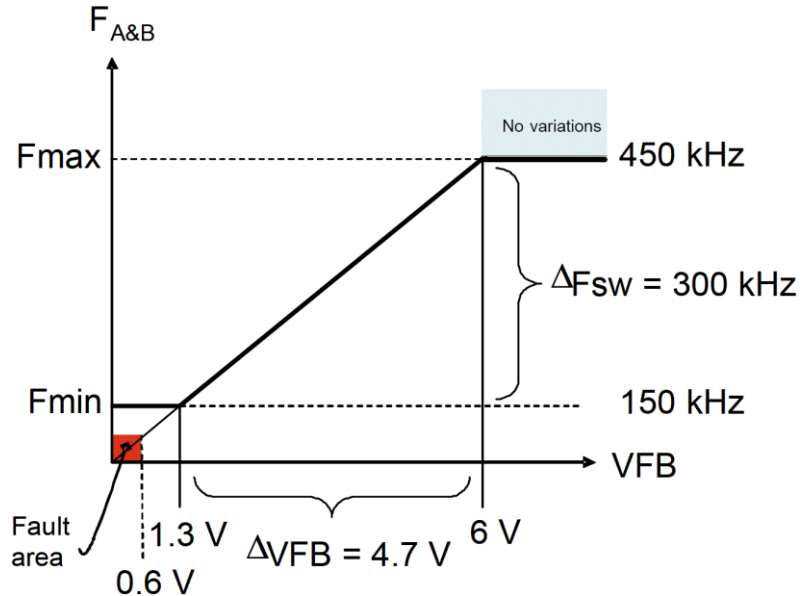 F A&B
No variations
Fmax
450 kHz
ΔFsw = 300 kHz
Fmin
150 kHz
VFB
Fault
area
1.3 V
ΔVFB = 4.7 V
6 V
0.6 V